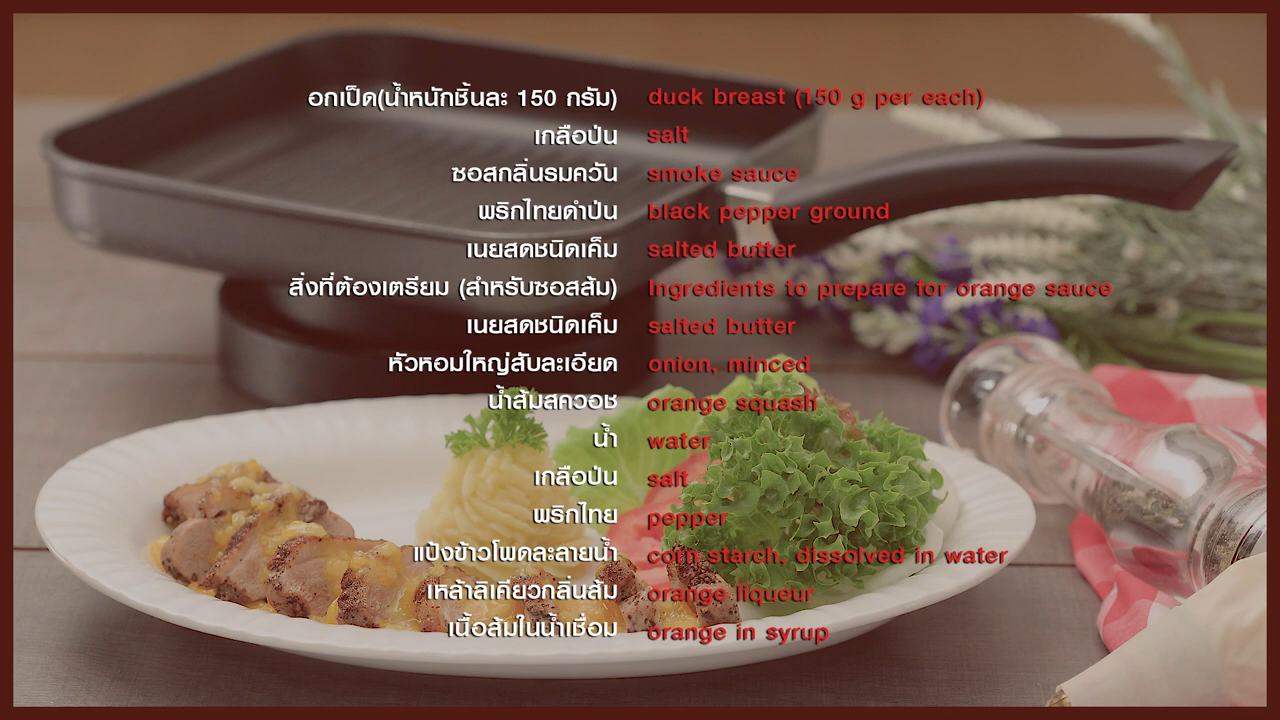 อกเป็ด(น้ำหนักชิ้นละ 150 กรัม) duck breast (150 g per each)
เกลือป่น salt
ซอสกลิ่นรมควัน smoke sauce
พริกไทยดำป่น black pepper ground
เนยสดชนิดเค็ม salted butter
สิ่งที่ต้องเตรียม (สำหรับซอสส้ม) Ingredients to prepare for orange sauce
เนยสดชนิดเค็ม salted butter
หัวหอมใหญ่สับละเอียด onion, minced
น้ำส้มสควอช orange squash
น้ำ water
เกลือป่น salt
พริกไทย pepper
แป้งข้าวโพดละลายน้ำ corn starch, dissolved in water
เหล้าลิเคียวกลิ่นส้ม orange liqueur
เนื้อส้มในน้ำเชื่อม orange in syrup